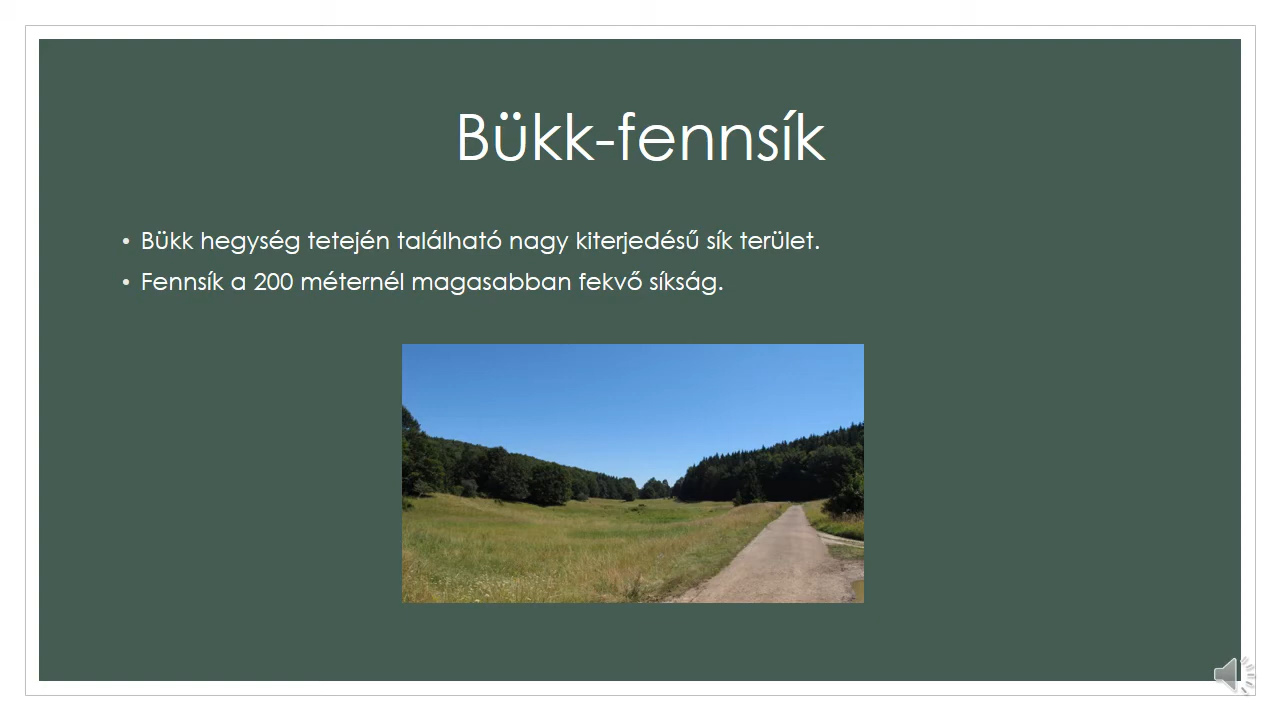 Bükk-fennsík
• Bükk hegység tetején található nagy kiterjedésű sík terület.
• Fennsík a 200 méternél magasabban fekvő síkság.